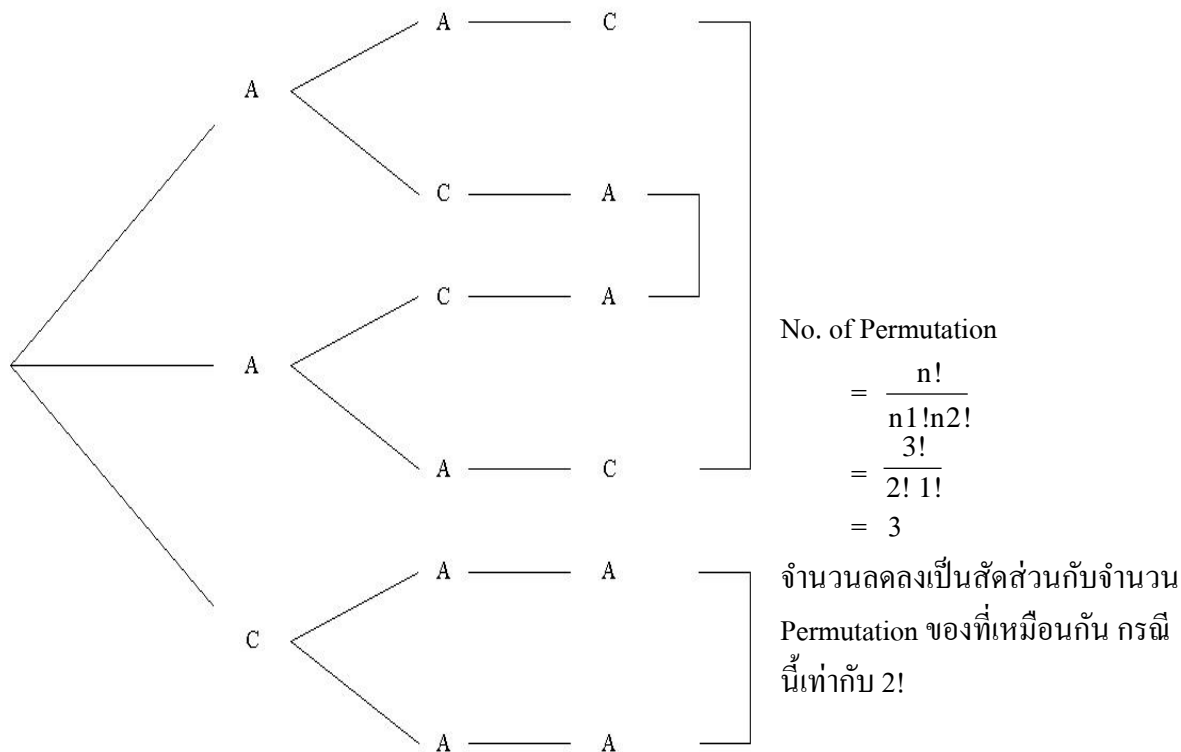 A C
A
C A
C A
No. of Permutation
A
= n!
n1!n2!
A C
= 3!
2! 1!
= 3
A A
จำนวนลดลงเป็นสัดส่วนกับจำนวน
Permutation ของที่เหมือนกัน กรณี
C
นี้เท่ากับ 2!
A A